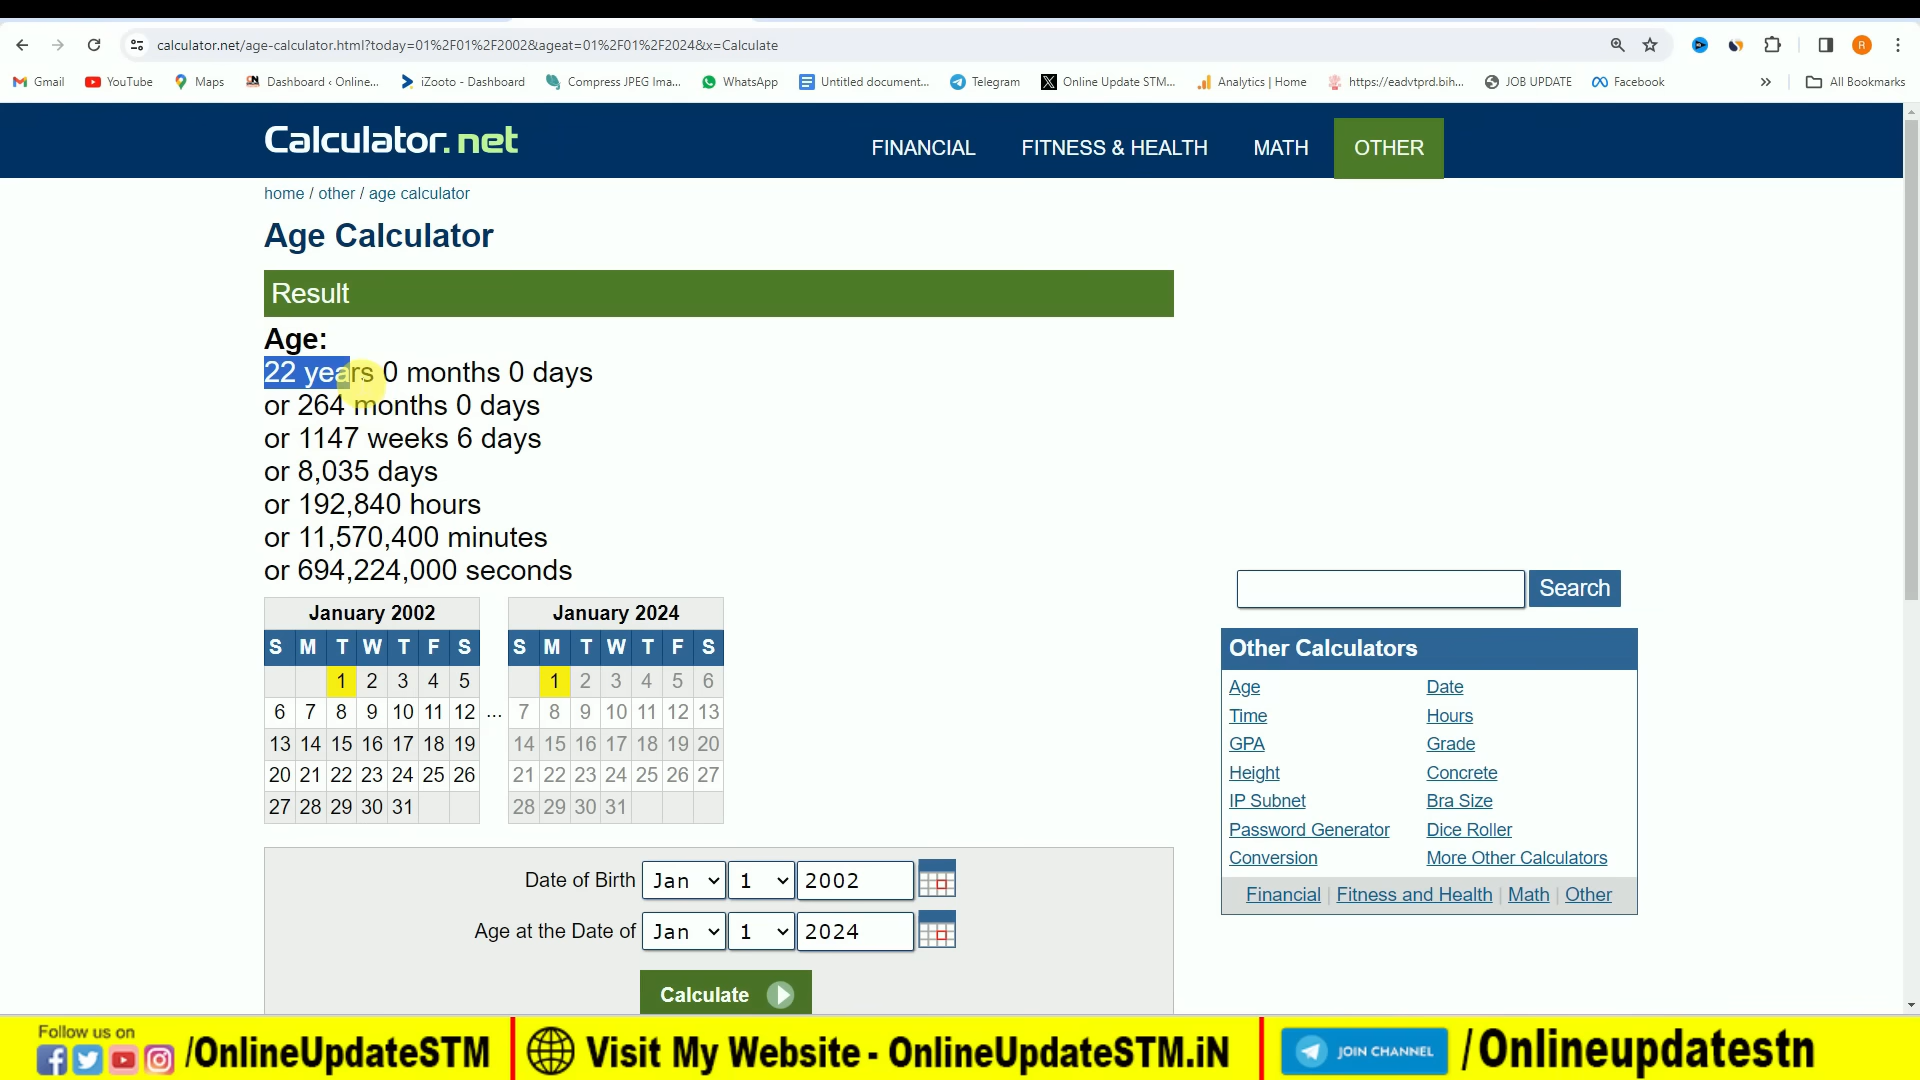 calculator.net/age-calculator.html?today=01%2F01%2F2002&ageat=01%2F01%2F2024&x=Calculate
R
Gmail YouTube Maps Dashboard ‹ Online... iZooto - Dashboard Compress JPEG Ima... WhatsApp Untitled document... Telegram Online Update STM... Analytics | Home https://eadvtprd.bih... JOB UPDATE Facebook » All Bookmarks
Calculator.net
FINANCIAL FITNESS & HEALTH MATH OTHER
home / other / age calculator
Age Calculator
Result
Age:
22 years 0 months 0 days
or 264 months 0 days
or 1147 weeks 6 days
or 8,035 days
or 192,840 hours
or 11,570,400 minutes
or 694,224,000 seconds
January 2002
S M T W T F S
1 2 3 4 5
6 7 8 9 10 11 12
13 14 15 16 17 18 19
20 21 22 23 24 25 26
27 28 29 30 31
...
January 2024
S M T W T F S
1 2 3 4 5 6
7 8 9 10 11 12 13
14 15 16 17 18 19 20
21 22 23 24 25 26 27
28 29 30 31
Date of Birth Jan 1 2002
Age at the Date of Jan 1 2024
Calculate
Search
Other Calculators
Age Date
Time Hours
GPA Grade
Height Concrete
IP Subnet Bra Size
Password Generator Dice Roller
Conversion More Other Calculators
Financial | Fitness and Health | Math | Other
Follow us on
/OnlineUpdateSTM
Visit My Website - OnlineUpdateSTM.iN
JOIN CHANNEL /Onlineupdatestn